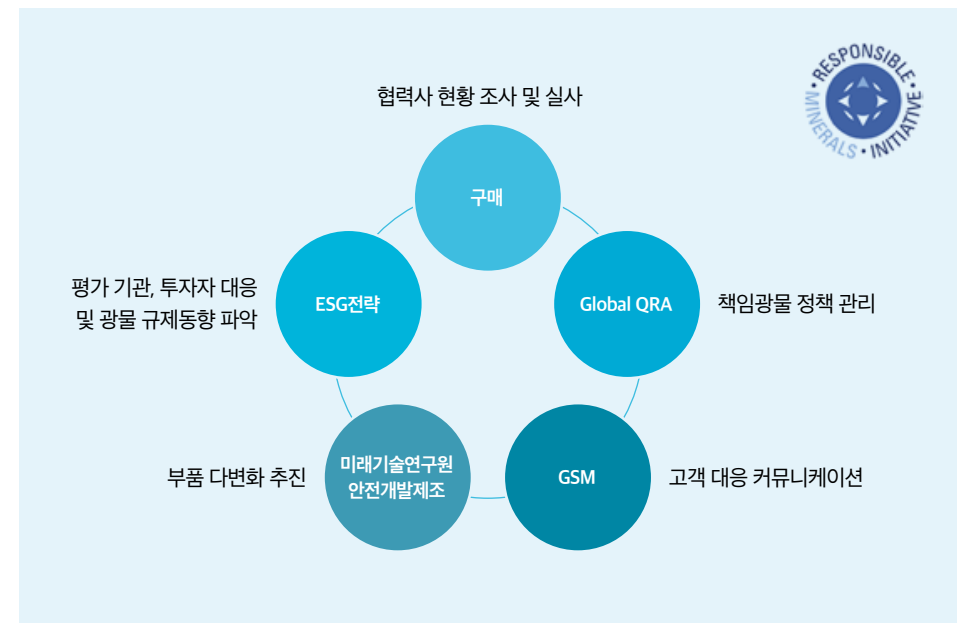 협력사 현황 조사 및 실사
RESPONSIBLE
MINERALS • INITIATIVE
구매
평가 기관, 투자자 대응
및 광물 규제동향 파악
ESG전략
Global QRA
책임광물 정책 관리
부품 다변화 추진
미래기술연구원
안전개발제조
GSM
고객 대응 커뮤니케이션